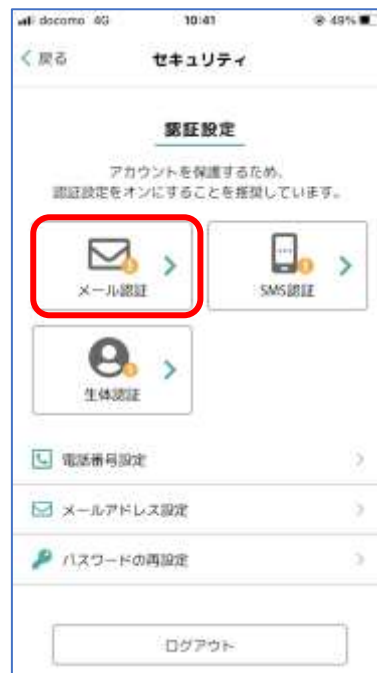 docomo 4G 10:41 49%
戻る セキュリティ
認証設定
アカウントを保護するため、
認証設定をオンにすることを推奨しています。
メール認証 SMS認証
生体認証
電話番号設定
メールアドレス設定
パスワードの再設定
ログアウト